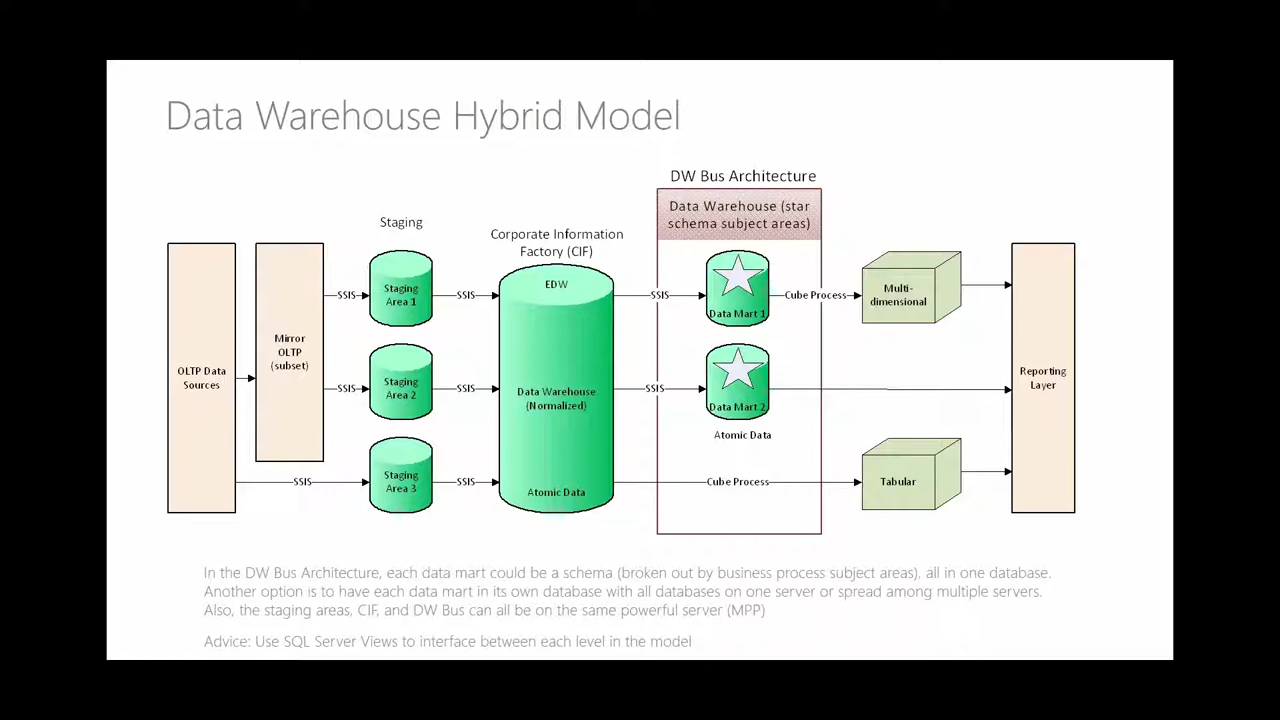 Data Warehouse Hybrid Model
DW Bus Architecture
Data Warehouse (star
schema subject areas)
Staging
Corporate Information
Factory (CIF)
OLTP Data
Sources
Mirror
OLTP
(subset)
SSIS
Staging
Area 1
SSIS
EDW
SSIS
Data Mart 1
Cube Process
Multi-
dimensional
SSIS
Staging
Area 2
SSIS
Data Warehouse
(Normalized)
SSIS
Data Mart 2
Atomic Data
Reporting
Layer
SSIS
Staging
Area 3
SSIS
Atomic Data
Cube Process
Tabular
In the DW Bus Architecture, each data mart could be a schema (broken out by business process subject areas), all in one database.
Another option is to have each data mart in its own database with all databases on one server or spread among multiple servers.
Also, the staging areas, CIF, and DW Bus can all be on the same powerful server (MPP)
Advice: Use SQL Server Views to interface between each level in the model